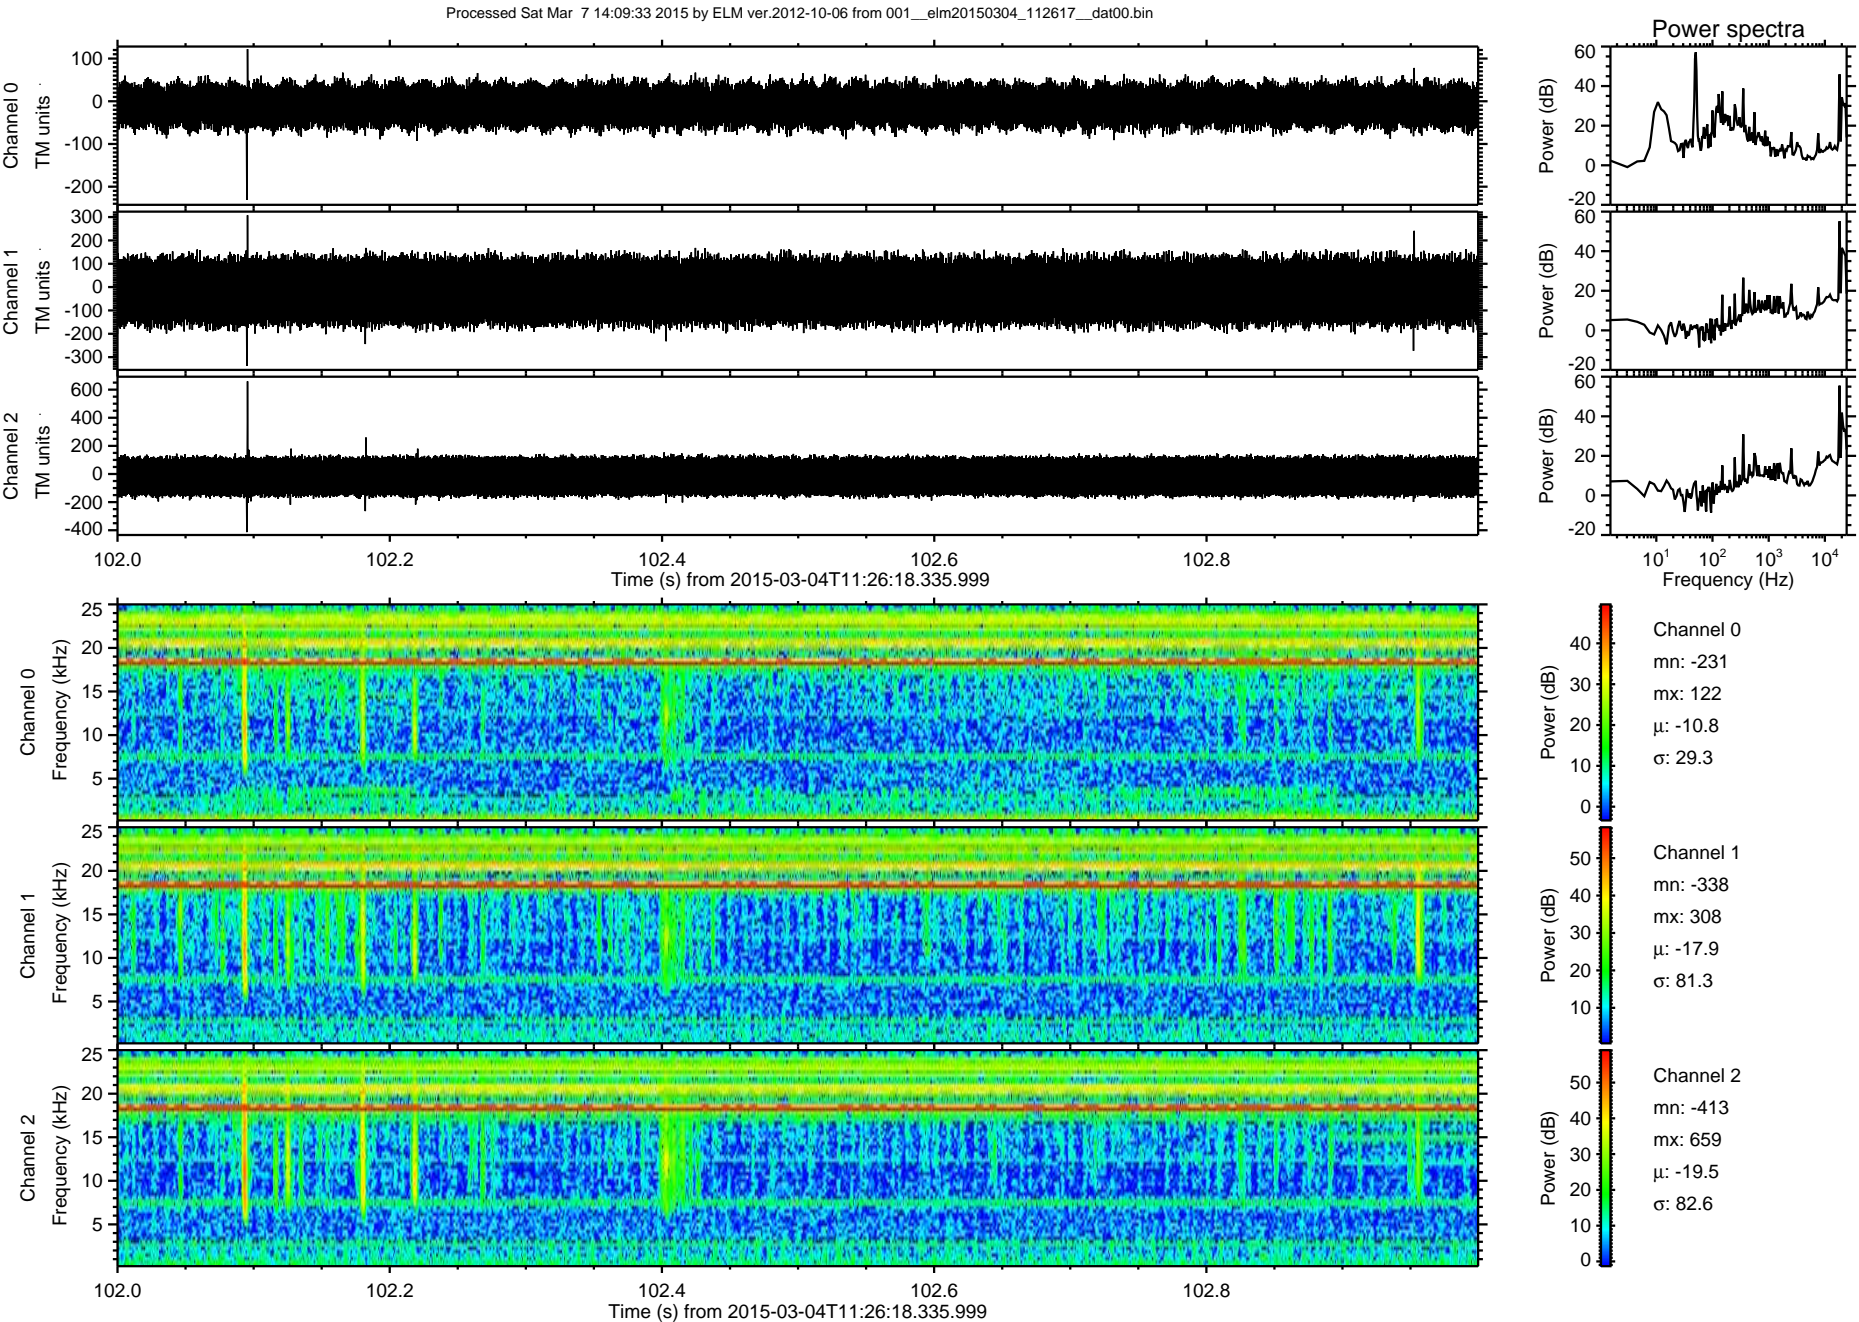 Processed Sat Mar 7 14:09:33 2015 by ELM ver.2012-10-06 from 001__elm20150304_112617__dat00.bin
Power spectra
Channel 0
TM units
100
0
-100
-200
Power (dB)
60
40
20
0
-20
Channel 1
TM units
300
200
100
0
-100
-200
-300
Power (dB)
60
40
20
0
-20
Channel 2
TM units
600
400
200
0
-200
-400
Power (dB)
60
40
20
0
-20
102.0 102.2 102.4 102.6 102.8
Time (s) from 2015-03-04T11:26:18.335.999
10¹ 10² 10³ 10⁴
Frequency (Hz)
Channel 0
Frequency (kHz)
25
20
15
10
5
Power (dB)
40
30
20
10
0
Channel 0
mn: -231
mx: 122
μ: -10.8
σ: 29.3
Channel 1
Frequency (kHz)
25
20
15
10
5
Power (dB)
50
40
30
20
10
Channel 1
mn: -338
mx: 308
μ: -17.9
σ: 81.3
Channel 2
Frequency (kHz)
25
20
15
10
5
Power (dB)
50
40
30
20
10
0
Channel 2
mn: -413
mx: 659
μ: -19.5
σ: 82.6
102.0 102.2 102.4 102.6 102.8
Time (s) from 2015-03-04T11:26:18.335.999